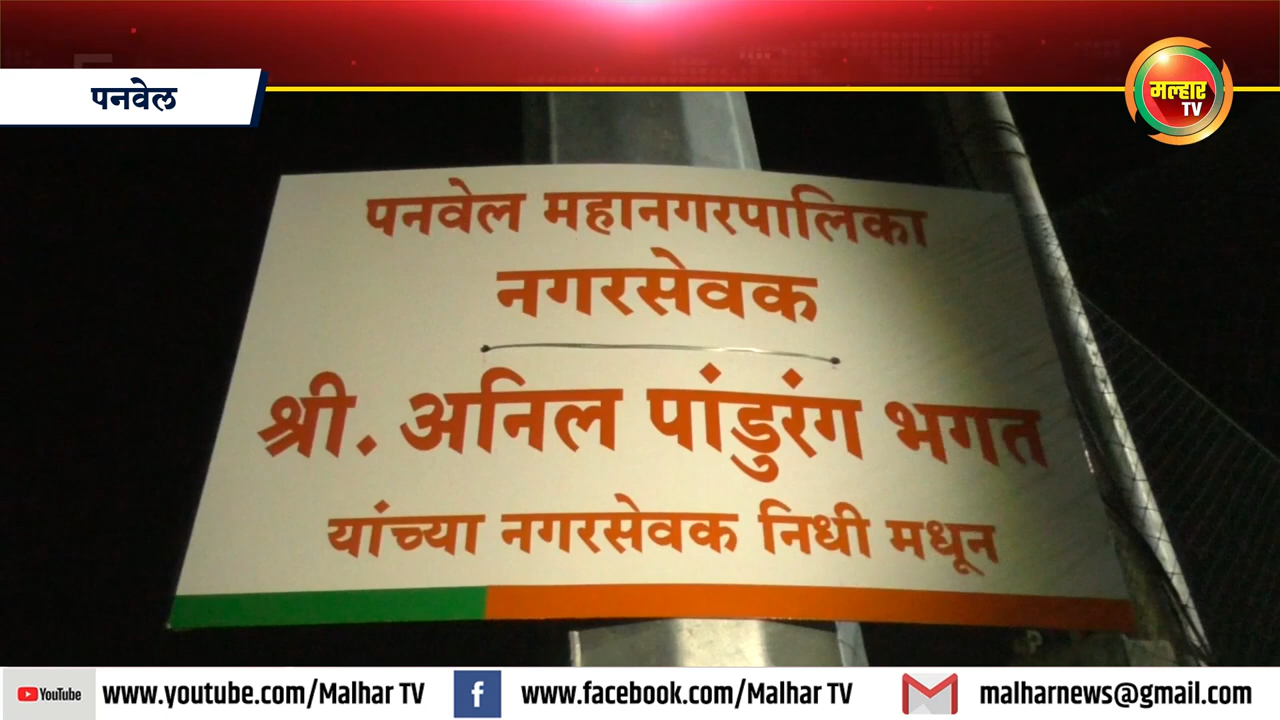 पनवेल
मल्हार
TV
पनवेल महानगरपालिका
नगरसेवक
श्री. अनिल पांडुरंग भगत
यांच्या नगरसेवक निधी मधून
YouTube www.youtube.com/Malhar TV f www.facebook.com/Malhar TV malharnews@gmail.com